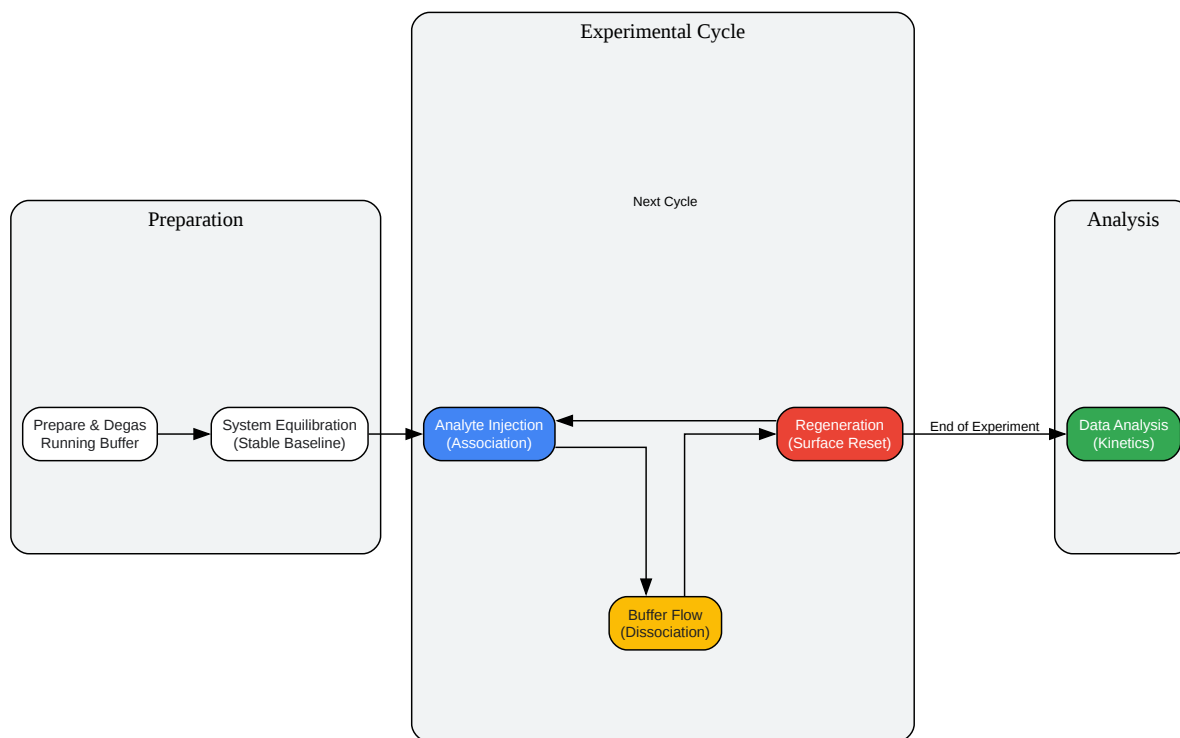 Experimental Cycle
Preparation
Next Cycle
Analysis
Prepare & Degas
Running Buffer
System Equilibration
(Stable Baseline)
Analyte Injection
(Association)
Regeneration
(Surface Reset)
End of Experiment
Data Analysis
(Kinetics)
Buffer Flow
(Dissociation)